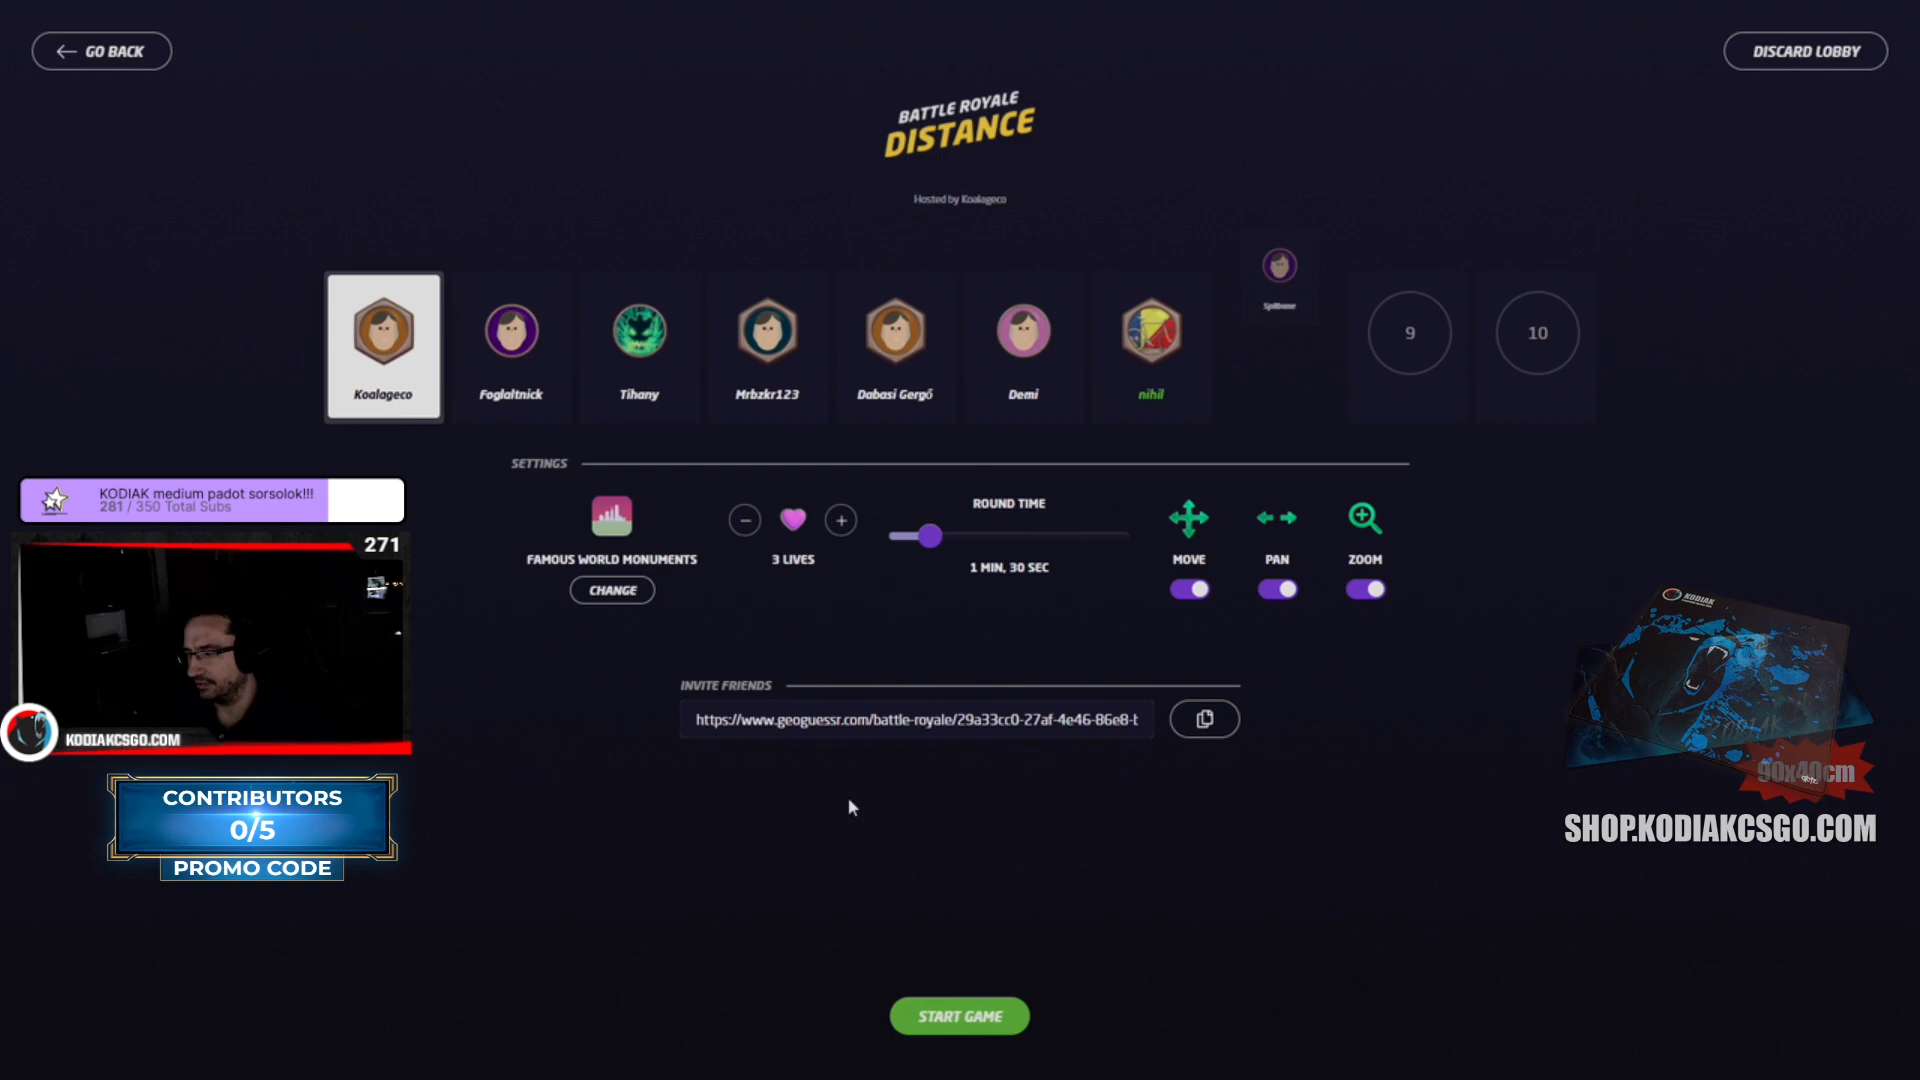 GO BACK
DISCARD LOBBY
BATTLE ROYALE
DISTANCE
Hosted by Koalageco
Koalageco
Foglaltnick
Tihany
Mrbzkr123
Dabasi Gergő
Demi
nihil
9
10
SETTINGS
FAMOUS WORLD MONUMENTS
CHANGE
3 LIVES
ROUND TIME
1 MIN, 30 SEC
MOVE
PAN
ZOOM
INVITE FRIENDS
https://www.geoguessr.com/battle-royale/29a33cc0-27af-4e46-86e8-t
START GAME
KODIAK medium padot sorsolok!!!
281 / 350 Total Subs
271
KODIAKCSGO.COM
CONTRIBUTORS
0/5
PROMO CODE
KODIAK
90x40cm
SHOP.KODIAKCSGO.COM